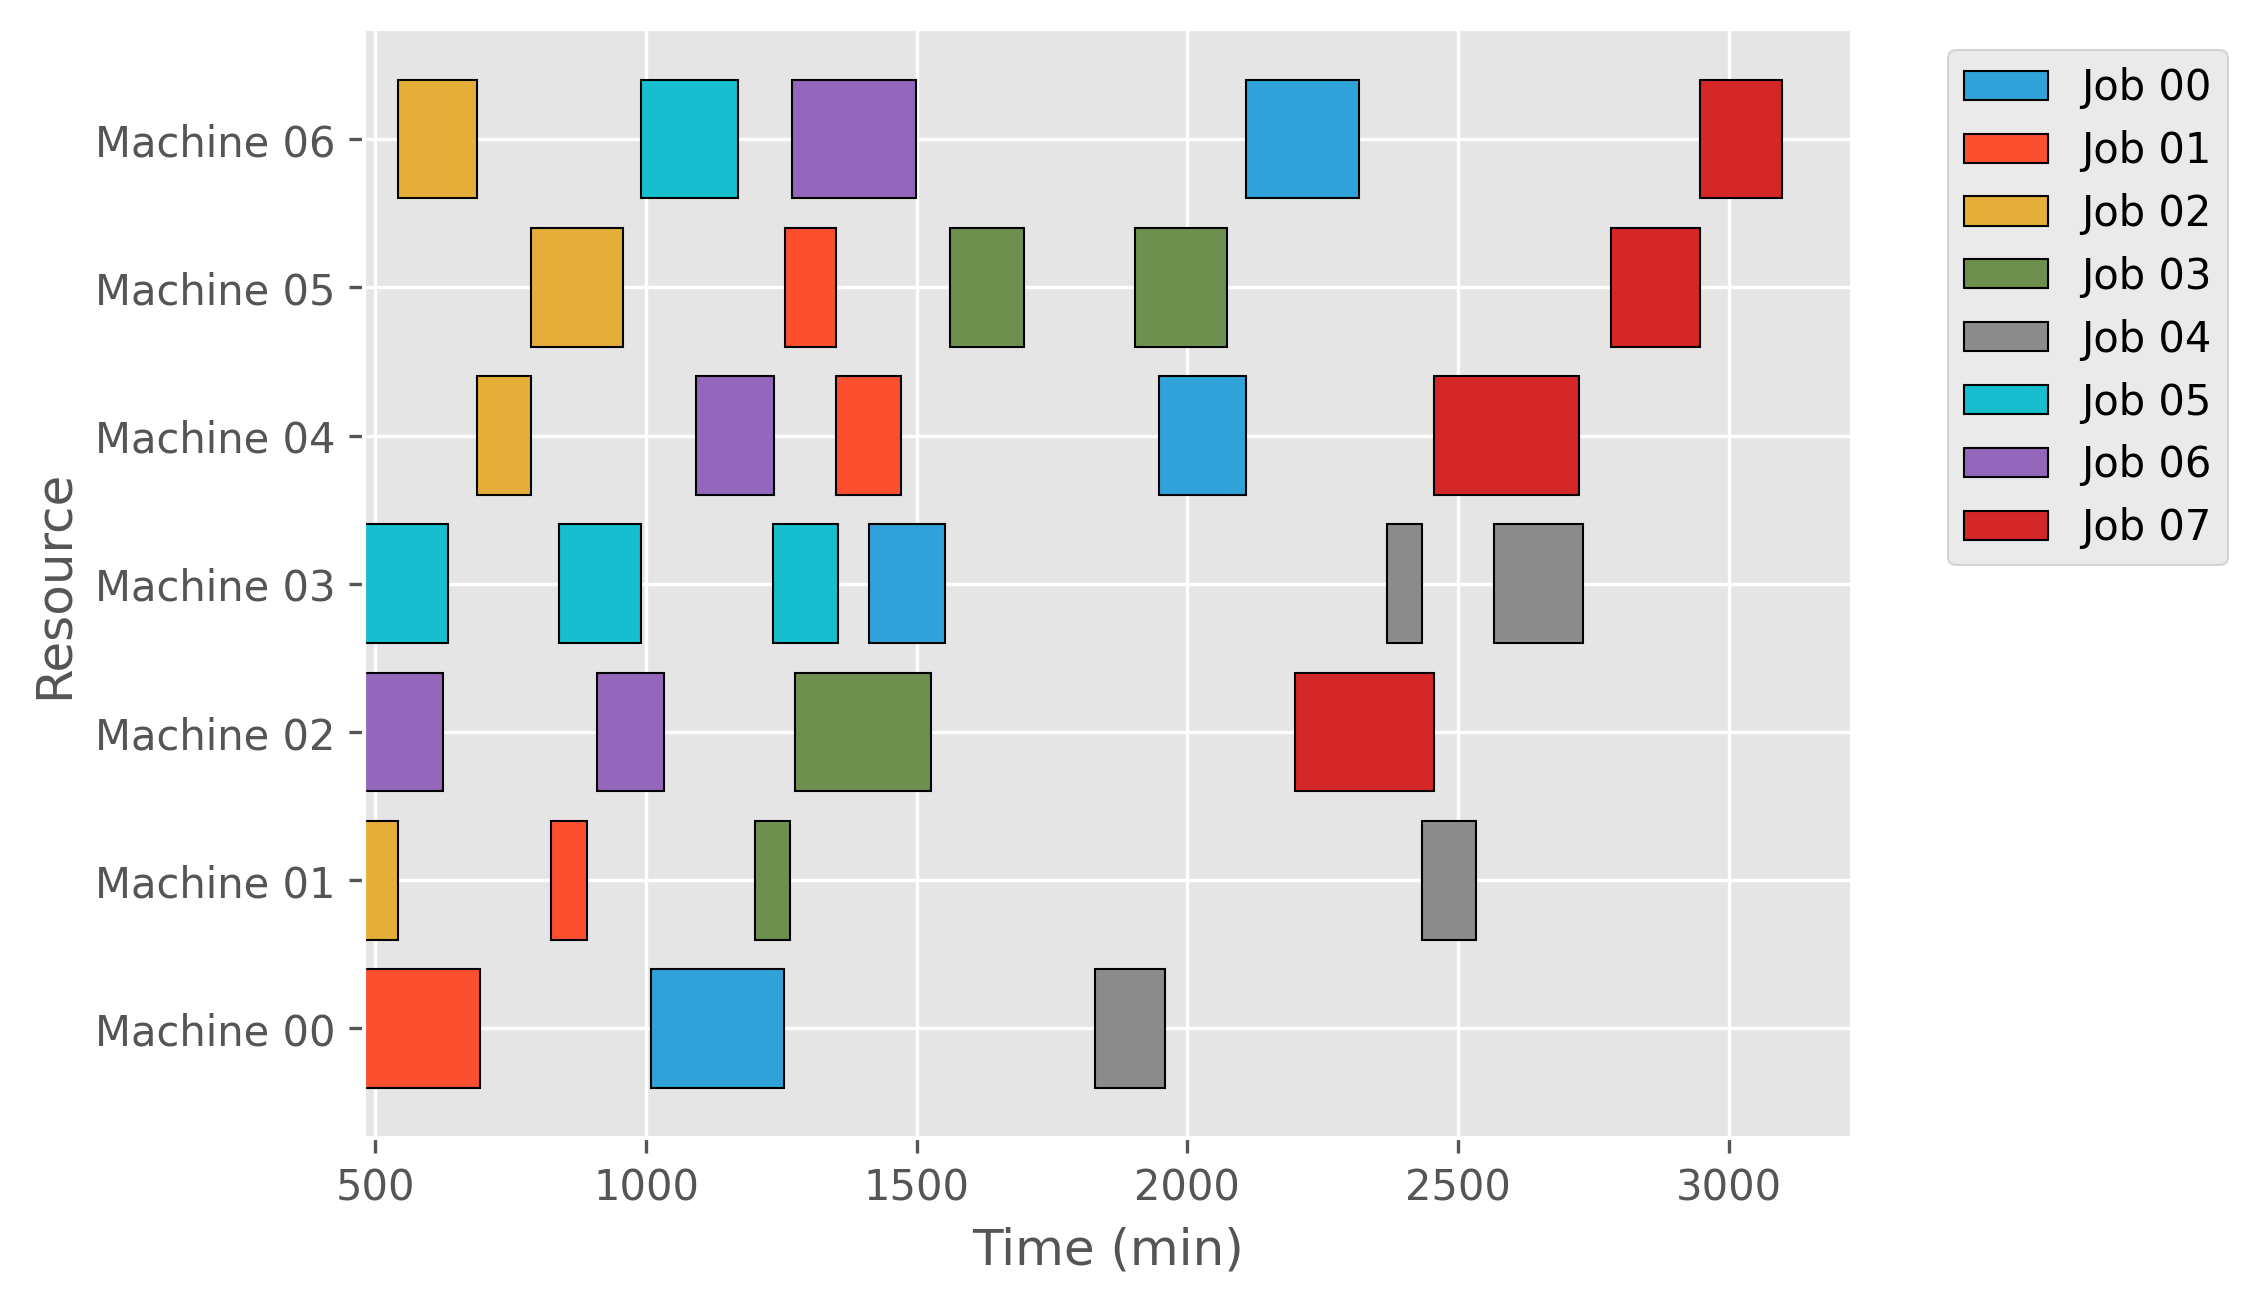 Machine 06
Machine 05
Machine 04
Machine 03
Machine 02
Machine 01
Machine 00
Resource
500 1000 1500 2000 2500 3000
Time (min)
Job 00
Job 01
Job 02
Job 03
Job 04
Job 05
Job 06
Job 07